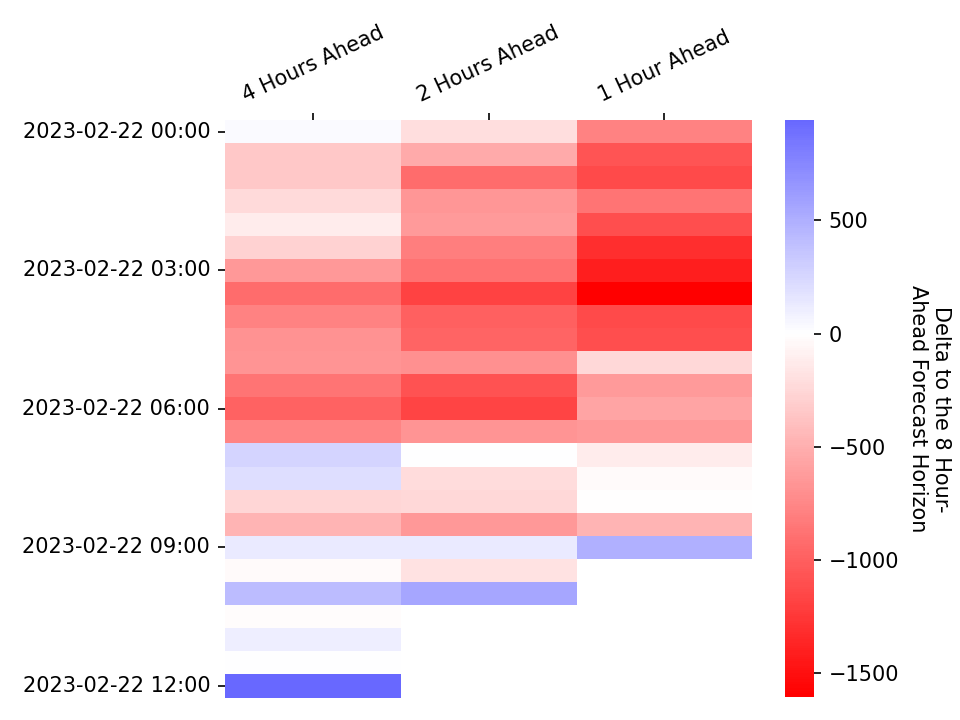 4 Hours Ahead
2 Hours Ahead
1 Hour Ahead
2023-02-22 00:00
2023-02-22 03:00
2023-02-22 06:00
2023-02-22 09:00
2023-02-22 12:00
500
0
−500
−1000
−1500
Delta to the 8 Hour-
Ahead Forecast Horizon